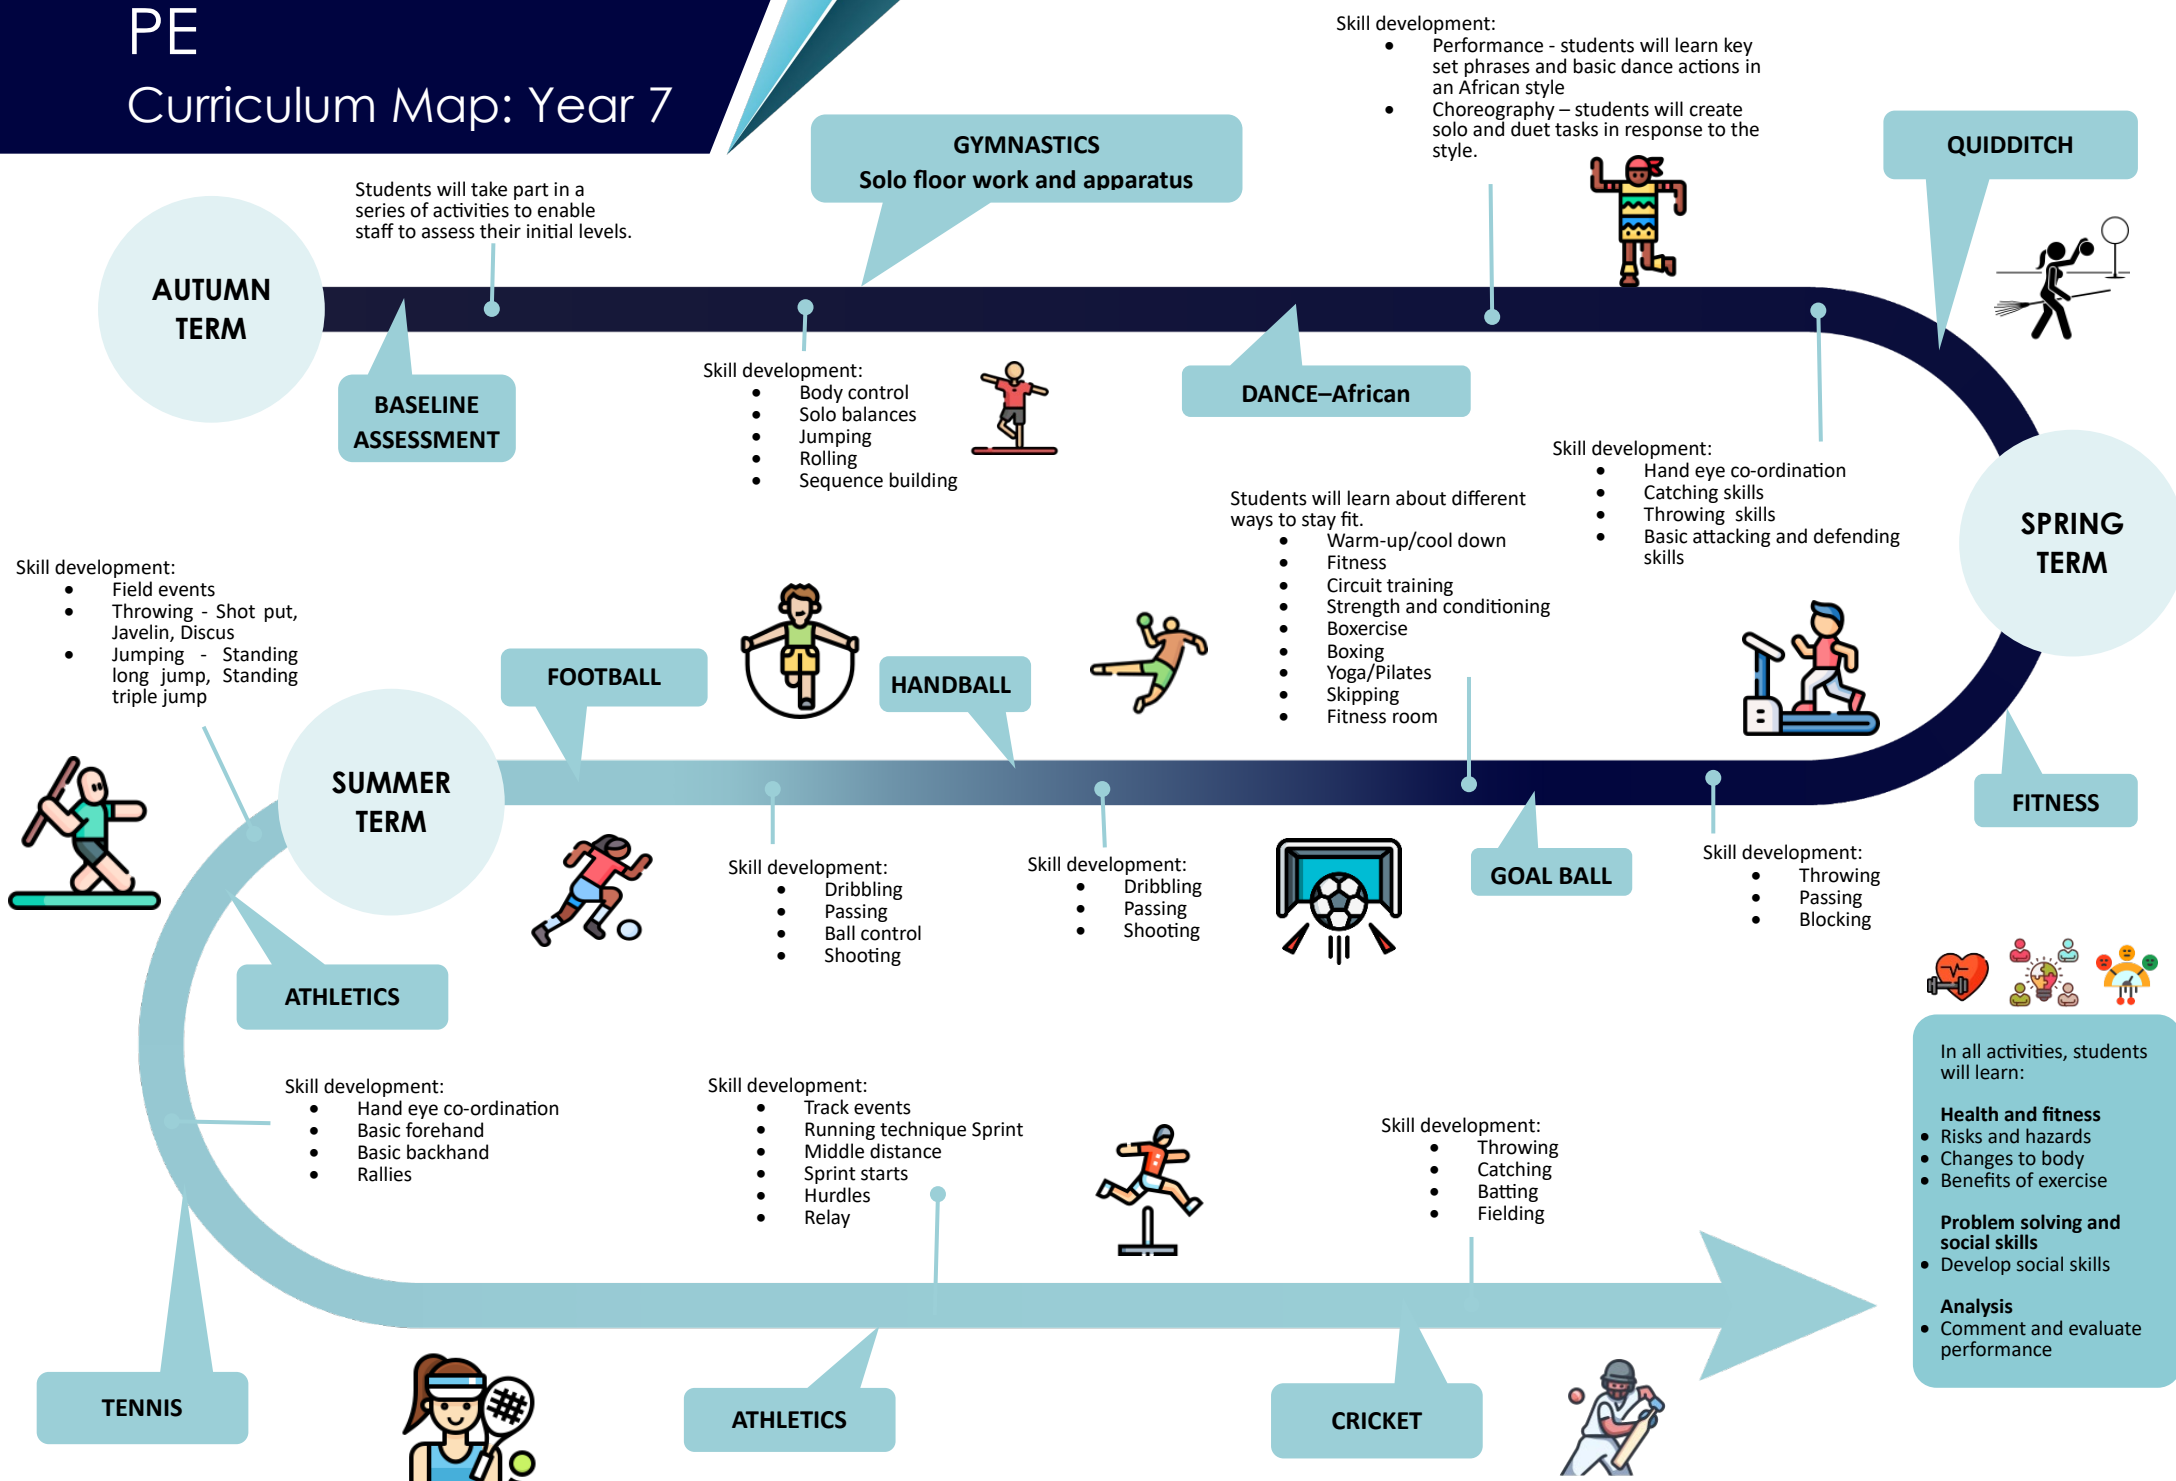 PE
Curriculum Map: Year 7
Skill development:
• Performance - students will learn key
set phrases and basic dance actions in
an African style
• Choreography – students will create
solo and duet tasks in response to the
style.
GYMNASTICS
Solo floor work and apparatus
QUIDDITCH
Students will take part in a
series of activities to enable
staff to assess their initial levels.
AUTUMN
TERM
BASELINE
ASSESSMENT
Skill development:
• Body control
• Solo balances
• Jumping
• Rolling
• Sequence building
DANCE–African
Skill development:
• Hand eye co-ordination
• Catching skills
• Throwing  skills
• Basic attacking and defending
skills
SPRING
TERM
Students will learn about different
ways to stay fit.
• Warm-up/cool down
• Fitness
• Circuit training
• Strength and conditioning
• Boxercise
• Boxing
• Yoga/Pilates
• Skipping
• Fitness room
FITNESS
Skill development:
• Field events
• Throwing - Shot put,
Javelin, Discus
• Jumping - Standing
long jump, Standing
triple jump
FOOTBALL
HANDBALL
SUMMER
TERM
GOAL BALL
Skill development:
• Dribbling
• Passing
• Ball control
• Shooting
Skill development:
• Dribbling
• Passing
• Shooting
Skill development:
• Throwing
• Passing
• Blocking
ATHLETICS
Skill development:
• Hand eye co-ordination
• Basic forehand
• Basic backhand
• Rallies
Skill development:
• Track events
• Running technique Sprint
• Middle distance
• Sprint starts
• Hurdles
• Relay
Skill development:
• Throwing
• Catching
• Batting
• Fielding
In all activities, students
will learn:
Health and fitness
• Risks and hazards
• Changes to body
• Benefits of exercise
Problem solving and
social skills
• Develop social skills
Analysis
• Comment and evaluate
performance
TENNIS
ATHLETICS
CRICKET